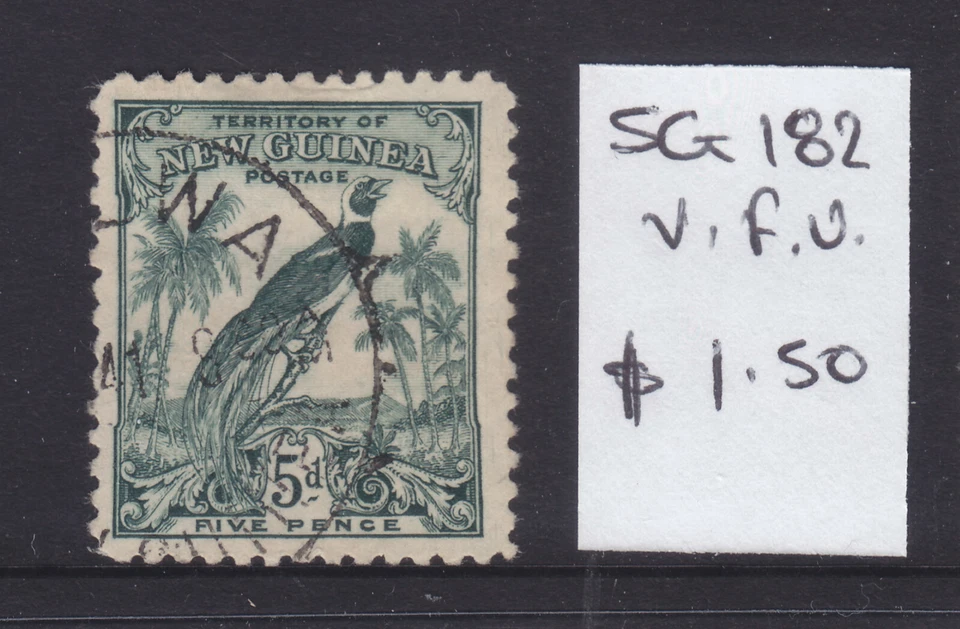 TERRITORY OF
NEW GUINEA
POSTAGE
5d
FIVE PENCE
SG 182
V. F. U.
$ 1.50